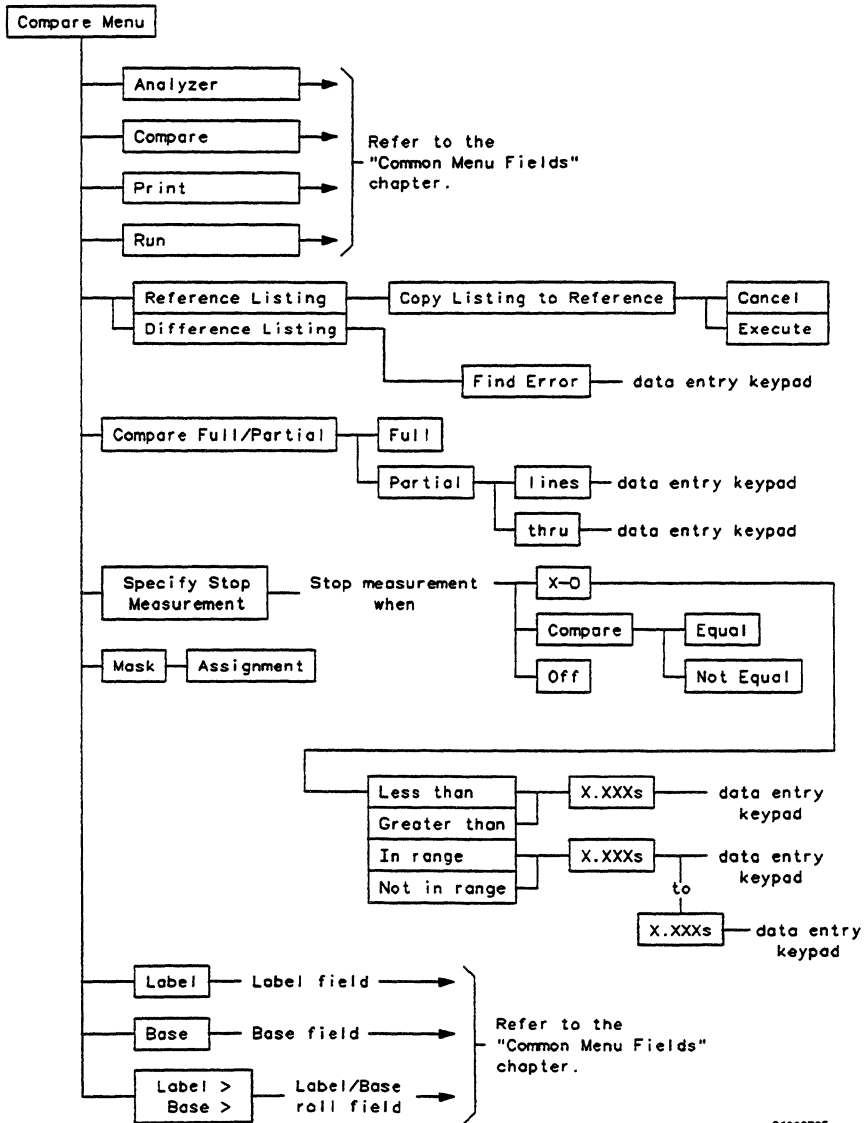 Compare Menu
Analyzer
Compare
Print
Run
Refer to the
"Common Menu Fields"
chapter.
Reference Listing
Copy Listing to Reference
Cancel
Difference Listing
Execute
Find Error
data entry keypad
Compare Full/Partial
Full
Partial
lines
data entry keypad
thru
data entry keypad
Specify Stop
Measurement
Stop measurement
when
X-O
Compare
Equal
Off
Not Equal
Mask
Assignment
Less than
Greater than
X.XXXs
data entry
keypad
In range
Not in range
X.XXXs
data entry
keypad
to
X.XXXs
data entry
keypad
Label
Label field
Base
Base field
Label >
Base >
Label/Base
roll field
Refer to the
"Common Menu Fields"
chapter.